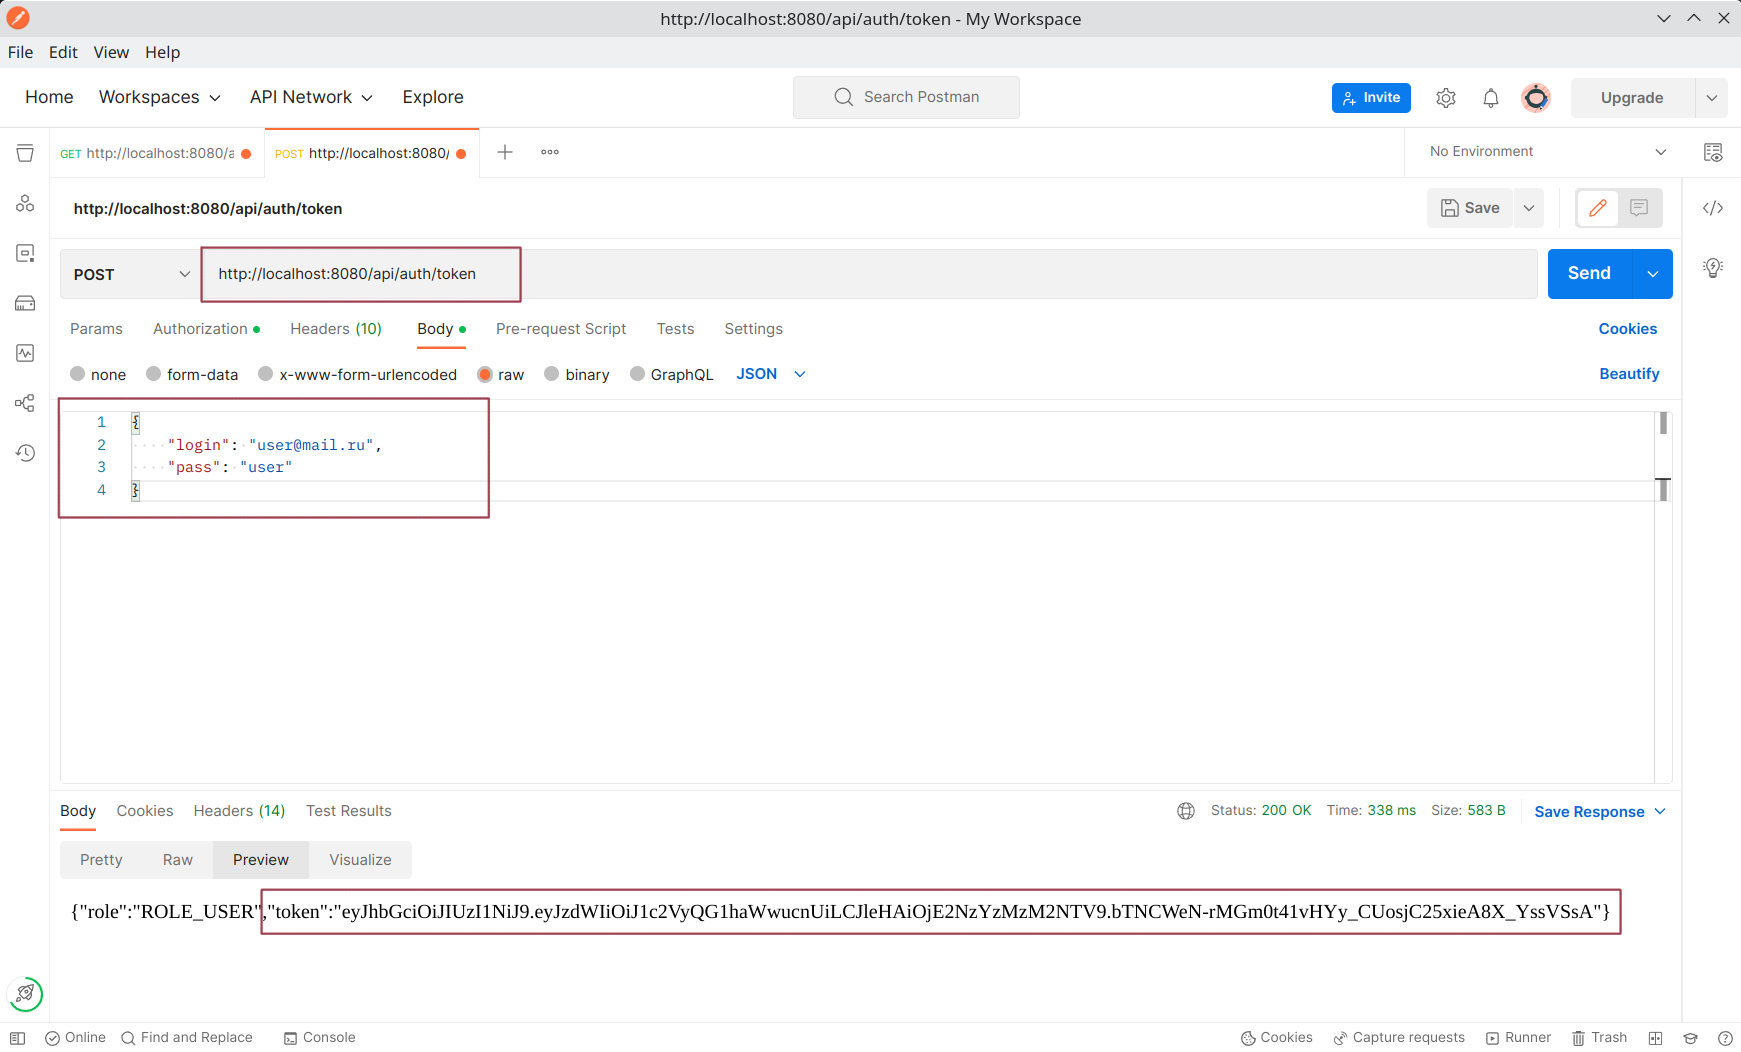 http://localhost:8080/api/auth/token - My Workspace
File Edit View Help
Home Workspaces API Network Explore Search Postman Invite Upgrade
GET http://localhost:8080/a POST http://localhost:8080/ No Environment
http://localhost:8080/api/auth/token Save
POST http://localhost:8080/api/auth/token Send
Params Authorization Headers (10) Body Pre-request Script Tests Settings Cookies
none form-data x-www-form-urlencoded raw binary GraphQL JSON Beautify
1 {
2 "login": "user@mail.ru",
3 "pass": "user"
4 }
Body Cookies Headers (14) Test Results Status: 200 OK Time: 338 ms Size: 583 B Save Response
Pretty Raw Preview Visualize
{"role":"ROLE_USER","token":"eyJhbGciOiJIUzI1NiJ9.eyJzdWIiOiJ1c2VyQG1haWwucnUiLCJleHAiOjE2NzYzMzM2NTV9.bTNCWeN-rMGm0t41vHYy_CUosjC25xieA8X_YssVSsA"}
Online Find and Replace Console Cookies Capture requests Runner Trash